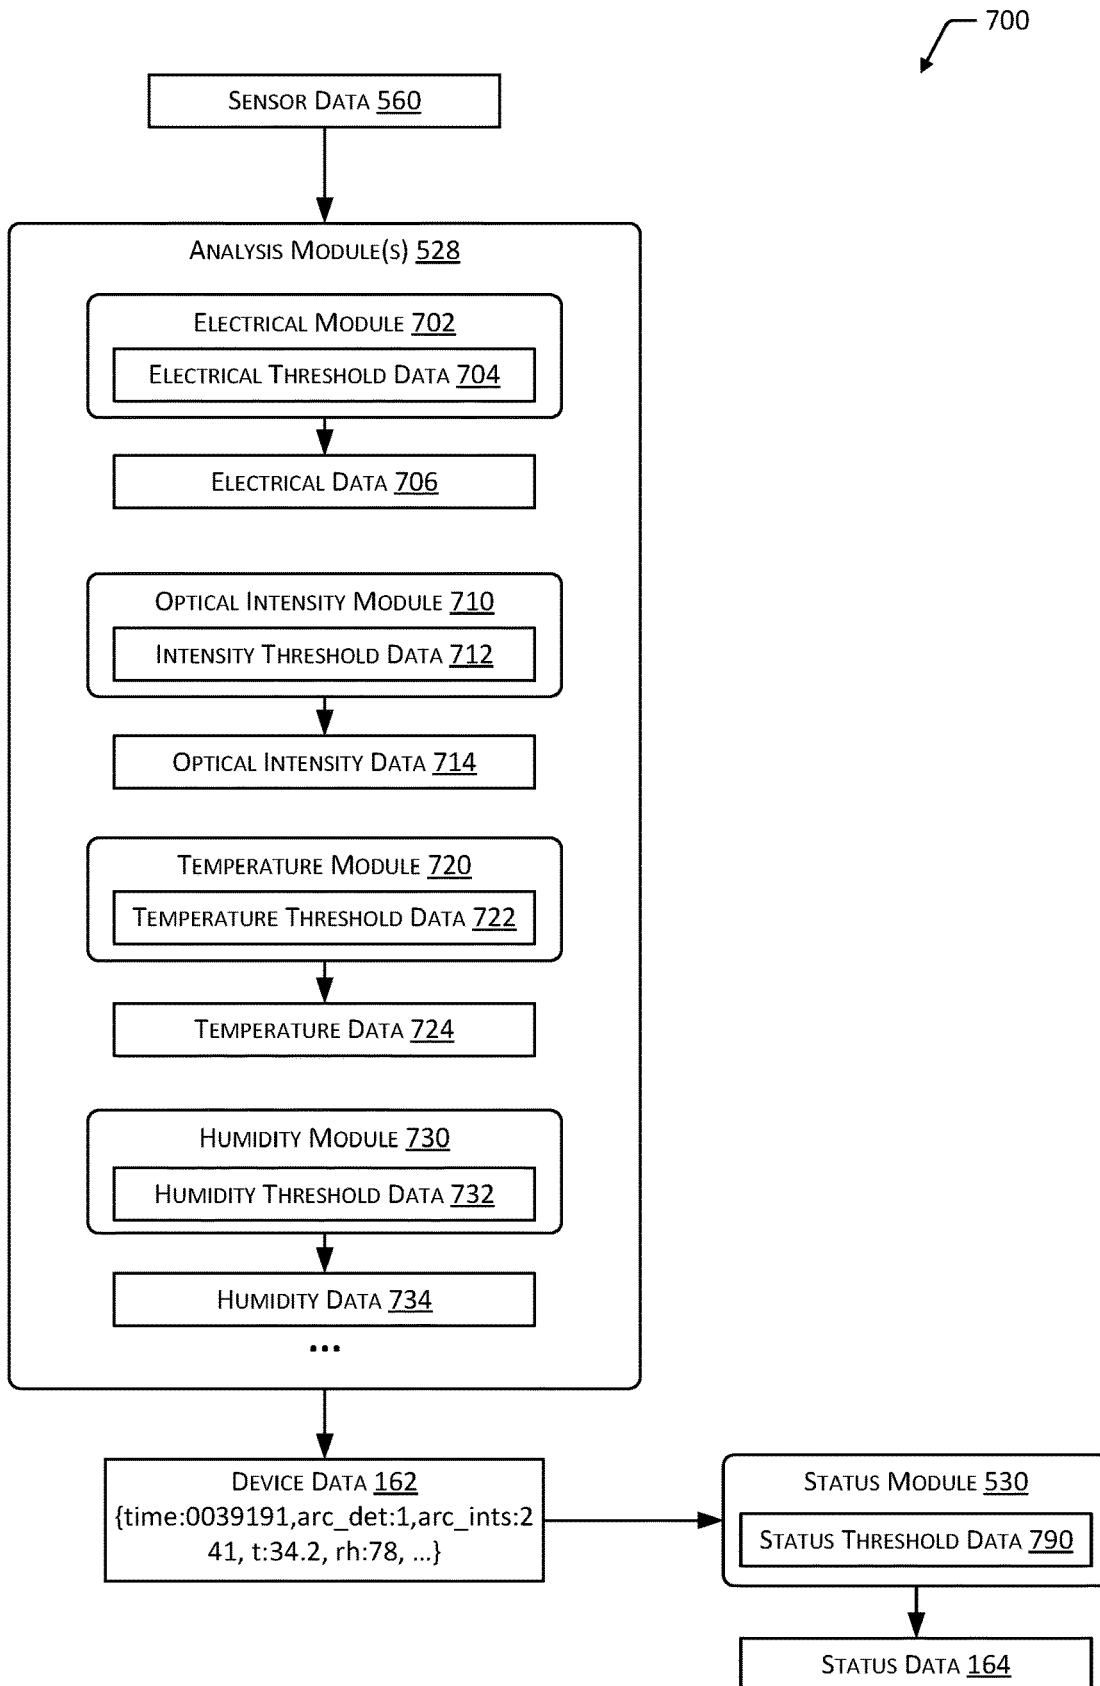 700
SENSOR DATA 560
ANALYSIS MODULE(S) 528
ELECTRICAL MODULE 702
ELECTRICAL THRESHOLD DATA 704
ELECTRICAL DATA 706
OPTICAL INTENSITY MODULE 710
INTENSITY THRESHOLD DATA 712
OPTICAL INTENSITY DATA 714
TEMPERATURE MODULE 720
TEMPERATURE THRESHOLD DATA 722
TEMPERATURE DATA 724
HUMIDITY MODULE 730
HUMIDITY THRESHOLD DATA 732
HUMIDITY DATA 734
...
DEVICE DATA 162
{time:0039191,arc_det:1,arc_ints:2
41, t:34.2, rh:78, ...}
STATUS MODULE 530
STATUS THRESHOLD DATA 790
STATUS DATA 164